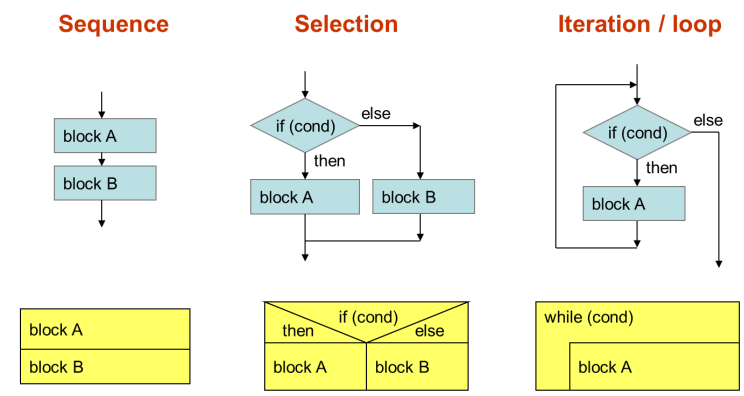 Sequence
block A
block B
block A
block B
Selection
if (cond)
else
then
block A
block B
if (cond)
then
else
block A
block B
Iteration / loop
if (cond)
else
then
block A
while (cond)
block A